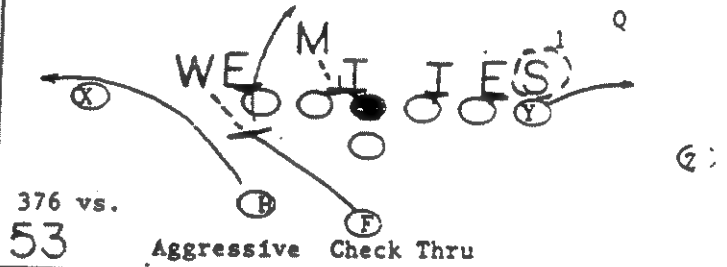 Q
M 1
W E T T E S
X Y
Z
376 vs.
H F
53 Aggressive Check Thru